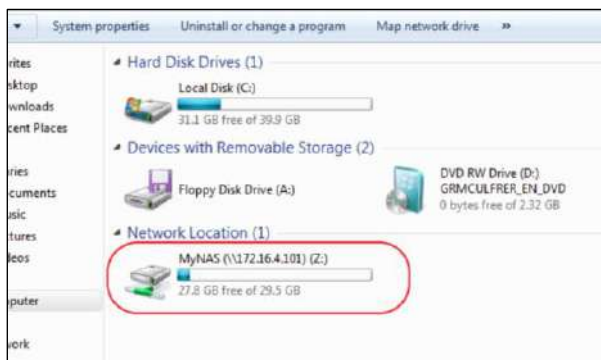 System properties Uninstall or change a program Map network drive »
rites
sktop
wnloads
cent Places
ries
cuments
usic
tures
leos
mputer
work
Hard Disk Drives (1)
Local Disk (C:)
31.1 GB free of 39.9 GB
Devices with Removable Storage (2)
Floppy Disk Drive (A:)
DVD RW Drive (D:)
GRMCULFRER_EN_DVD
0 bytes free of 2.32 GB
Network Location (1)
MyNAS (\\172.16.4.101) (Z:)
27.8 GB free of 29.5 GB